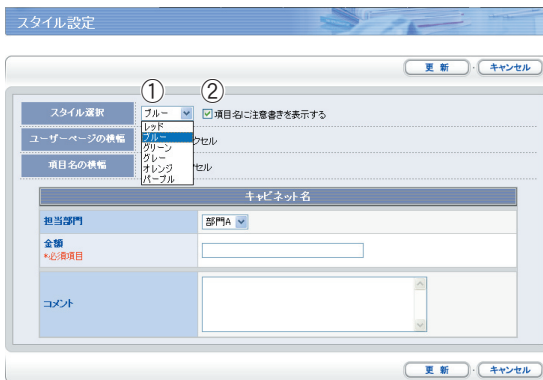 スタイル設定
更 新 ・ キャンセル
① ②
スタイル選択 ブルー 項目名に注意書きを表示する
レッド
ユーザーページの横幅 ブルー クセル
グリーン
グレー
項目名の横幅 オレンジ セル
パープル
キャビネット名
担当部門 部門A
金額
*必須項目
コメント
更 新 ・ キャンセル